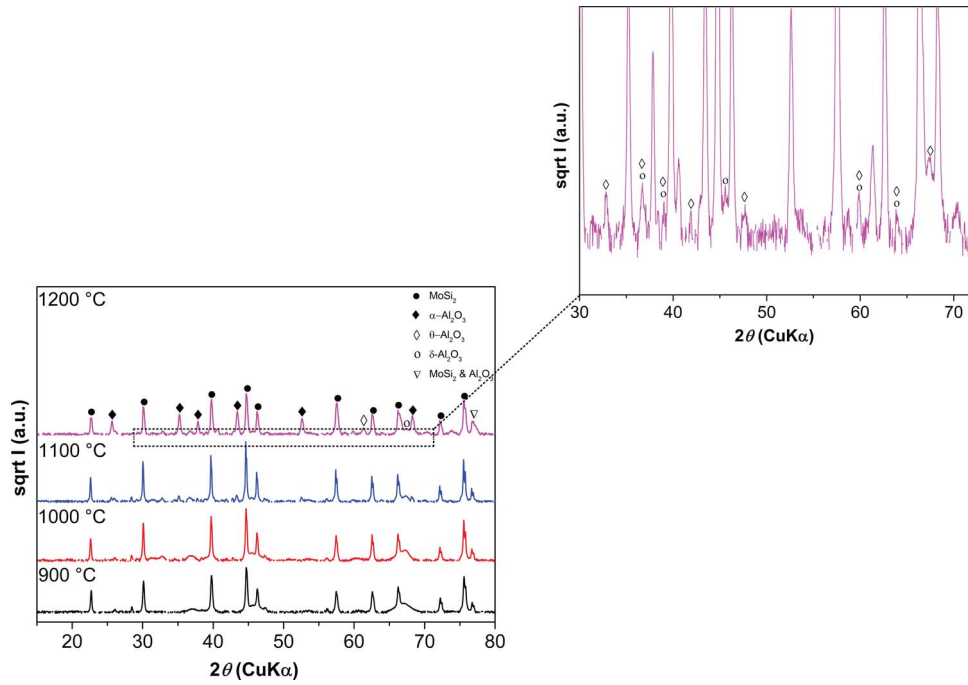 sqrt I (a.u.)
30 40 50 60 70
2θ (CuKα)
1200 °C
● MoSi₂
◆ α–Al₂O₃
◊ θ–Al₂O₃
o δ-Al₂O₃
▽ MoSi₂ & Al₂O₃
1100 °C
1000 °C
900 °C
sqrt I (a.u.)
20 30 40 50 60 70 80
2θ (CuKα)